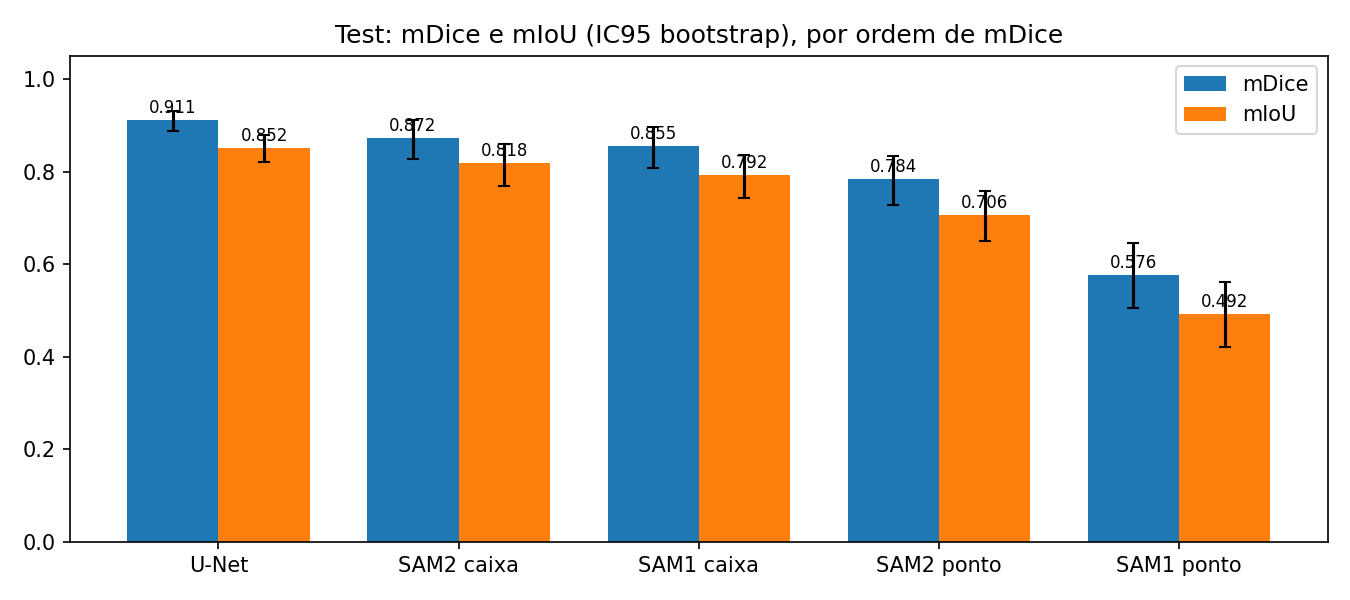 Test: mDice e mIoU (IC95 bootstrap), por ordem de mDice
mDice
mIoU
1.0
0.8
0.6
0.4
0.2
0.0
0.911
0.852
0.872
0.818
0.855
0.792
0.784
0.706
0.576
0.492
U-Net
SAM2 caixa
SAM1 caixa
SAM2 ponto
SAM1 ponto